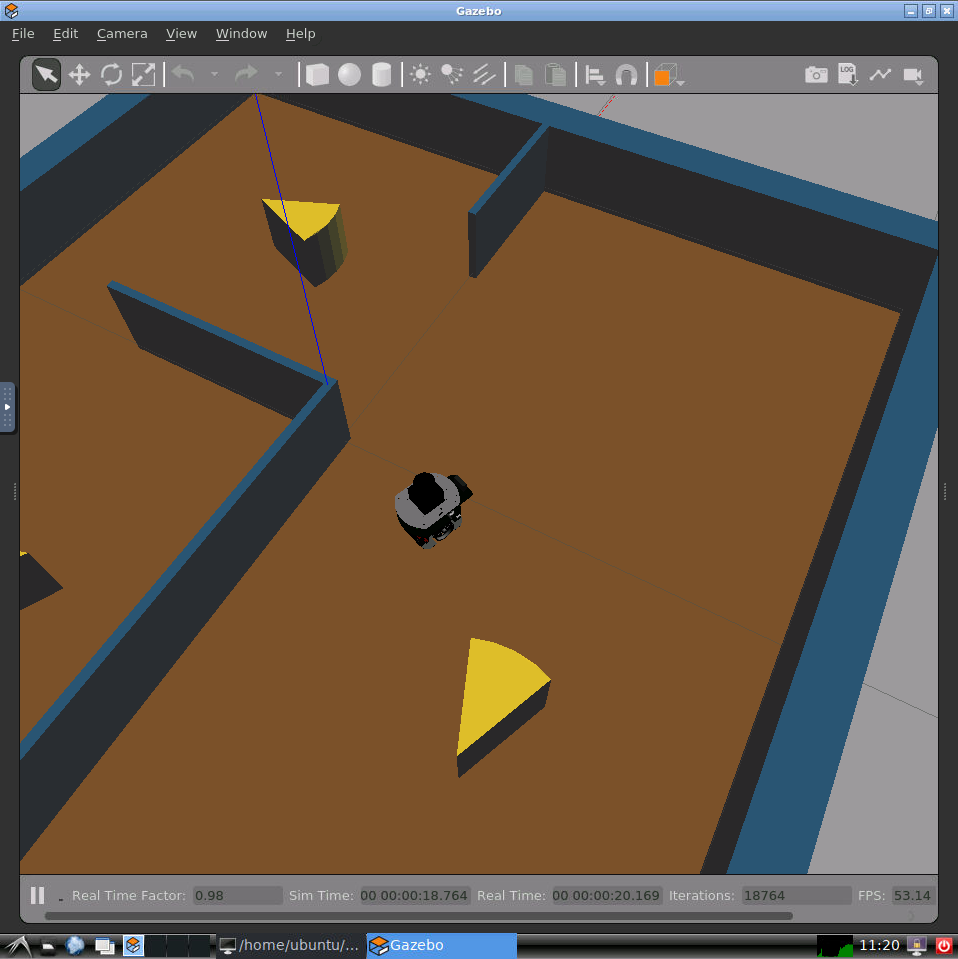 Gazebo
File Edit Camera View Window Help
LOG
Real Time Factor: 0.98 Sim Time: 00 00:00:18.764 Real Time: 00 00:00:20.169 Iterations: 18764 FPS: 53.14
/home/ubuntu/... Gazebo 11:20